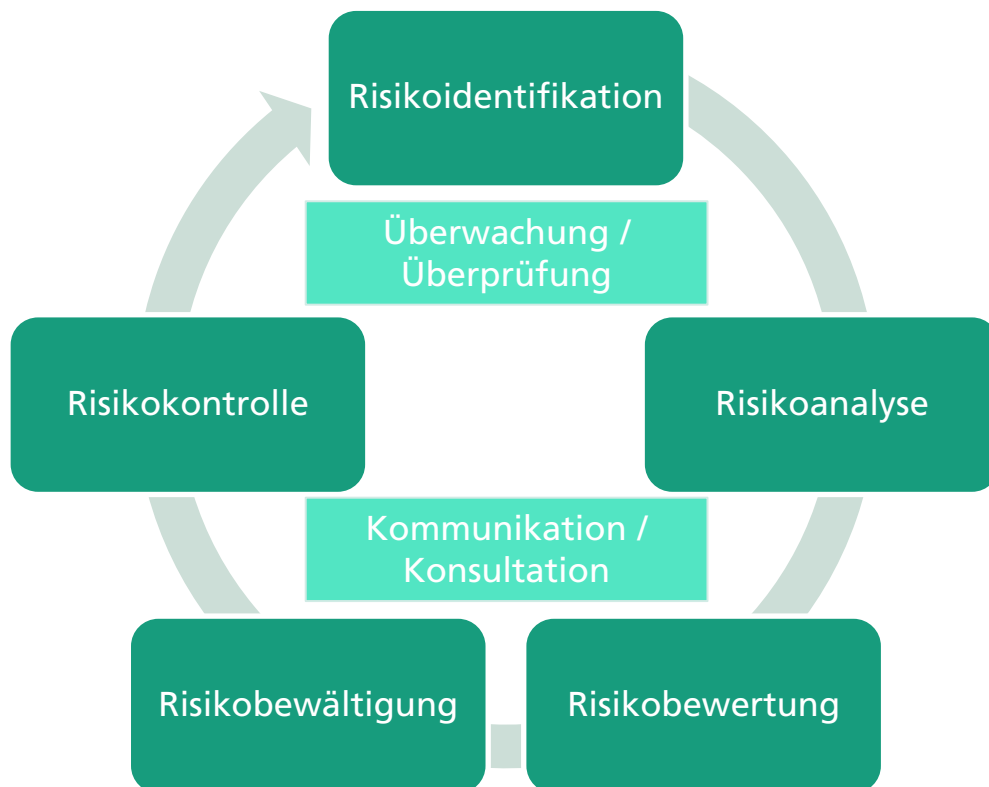 Risikoidentifikation
Überwachung /
Überprüfung
Risikokontrolle
Risikoanalyse
Kommunikation /
Konsultation
Risikobewältigung
Risikobewertung